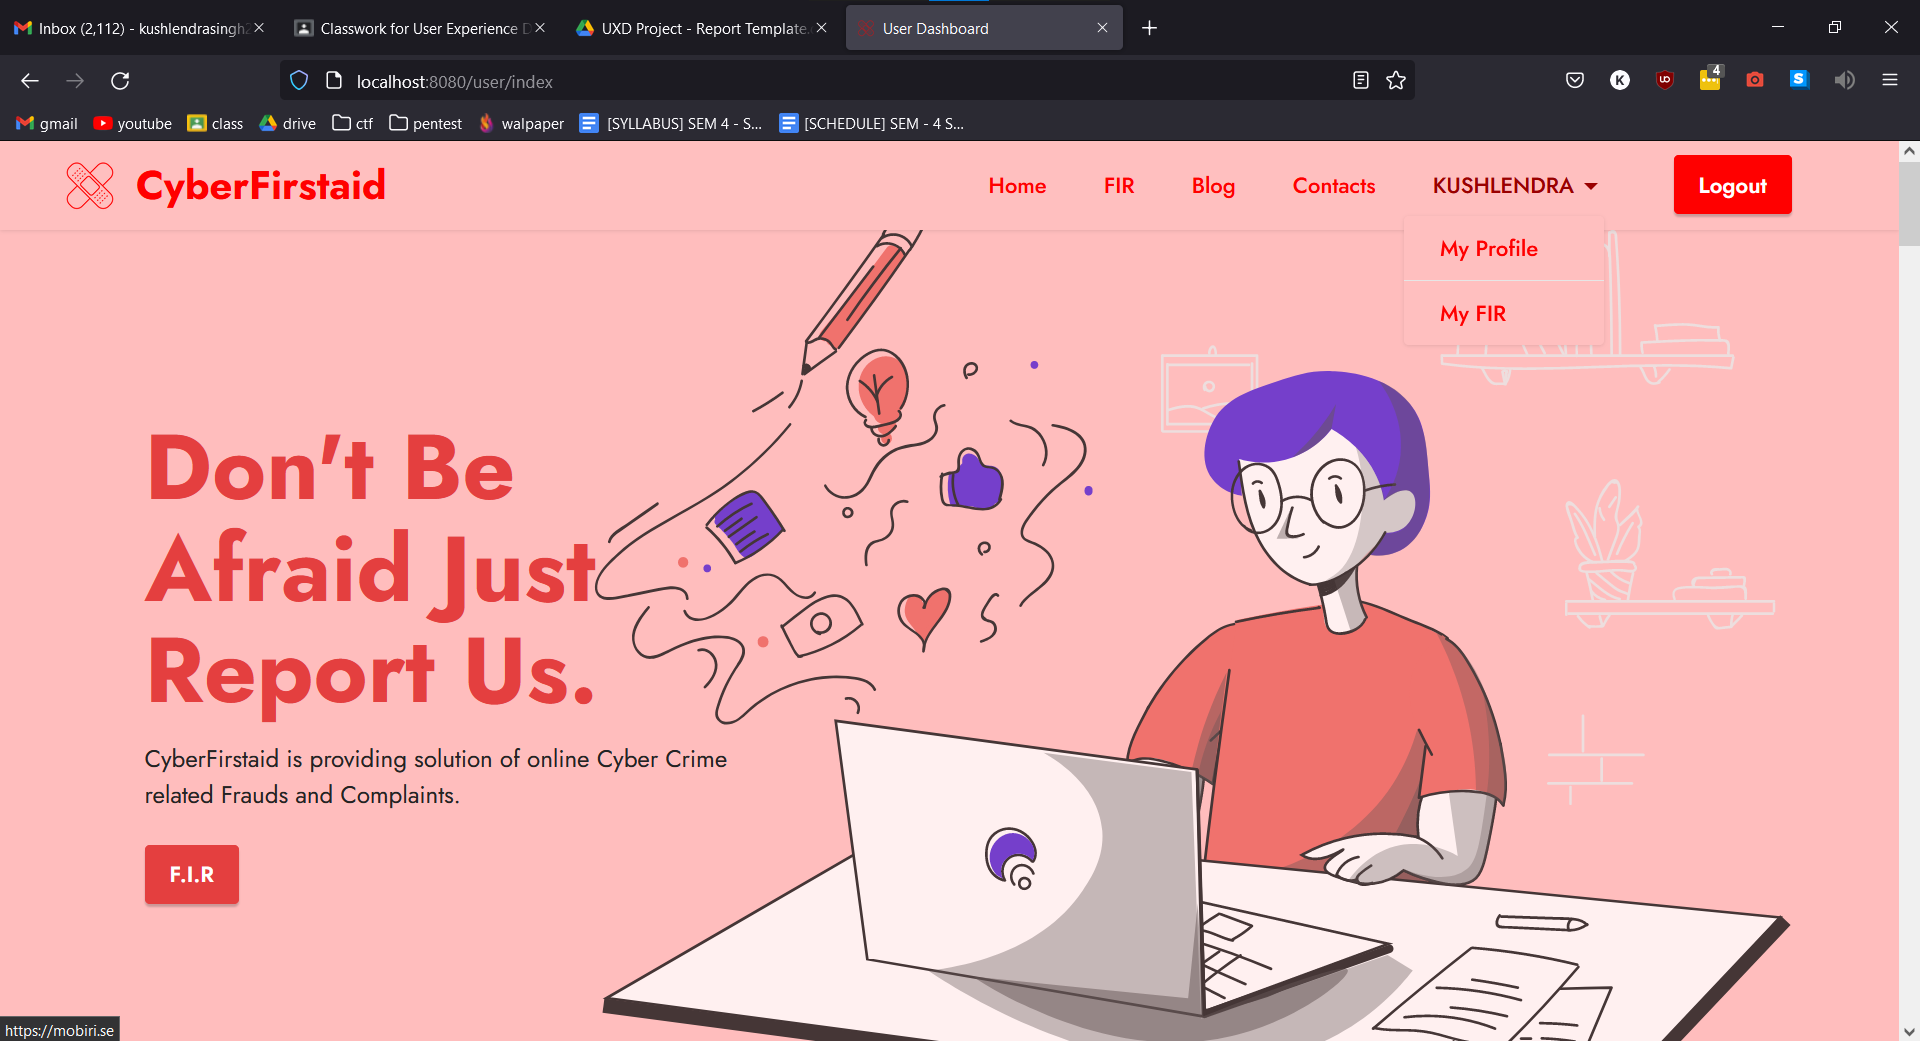 Inbox (2,112) - kushlendrasingh2
Classwork for User Experience D
UXD Project - Report Template.
User Dashboard
localhost:8080/user/index
K
UO
4
S
gmail
youtube
class
drive
ctf
pentest
walpaper
[SYLLABUS] SEM 4 - S...
[SCHEDULE] SEM - 4 S...
CyberFirstaid
Home
FIR
Blog
Contacts
KUSHLENDRA
Logout
My Profile
My FIR
Don't Be
Afraid Just
Report Us.
CyberFirstaid is providing solution of online Cyber Crime
related Frauds and Complaints.
F.I.R
https://mobiri.se